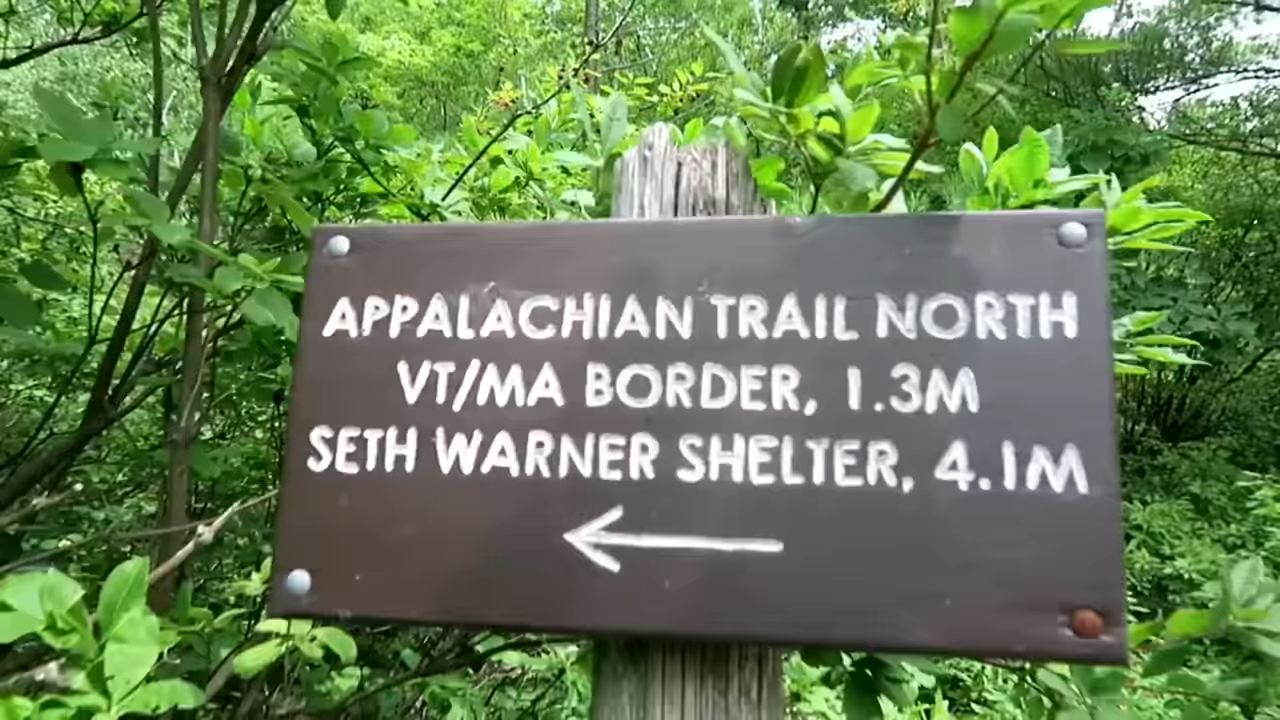 APPALACHIAN TRAIL NORTH
VT/MA BORDER, 1.3M
SETH WARNER SHELTER, 4.1M